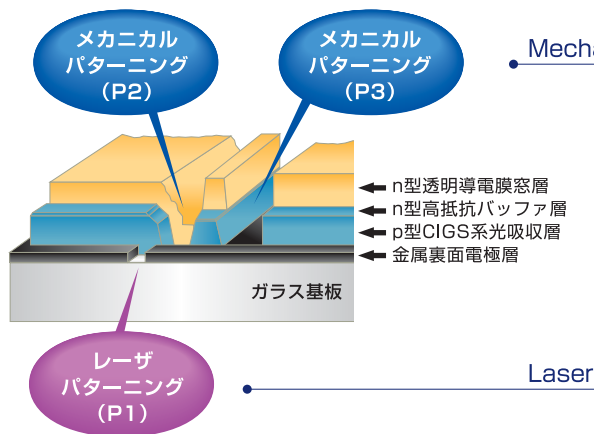 メカニカル
パターニング
（P2）
メカニカル
パターニング
（P3）
Mecha
n型透明導電膜窓層
n型高抵抗バッファ層
p型CIGS系光吸収層
金属裏面電極層
ガラス基板
レーザ
パターニング
（P1）
Laser